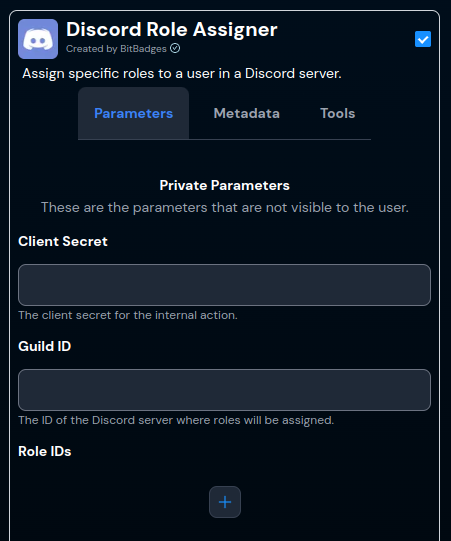 Discord Role Assigner
Created by BitBadges
Assign specific roles to a user in a Discord server.
Parameters Metadata Tools
Private Parameters
These are the parameters that are not visible to the user.
Client Secret
The client secret for the internal action.
Guild ID
The ID of the Discord server where roles will be assigned.
Role IDs
+